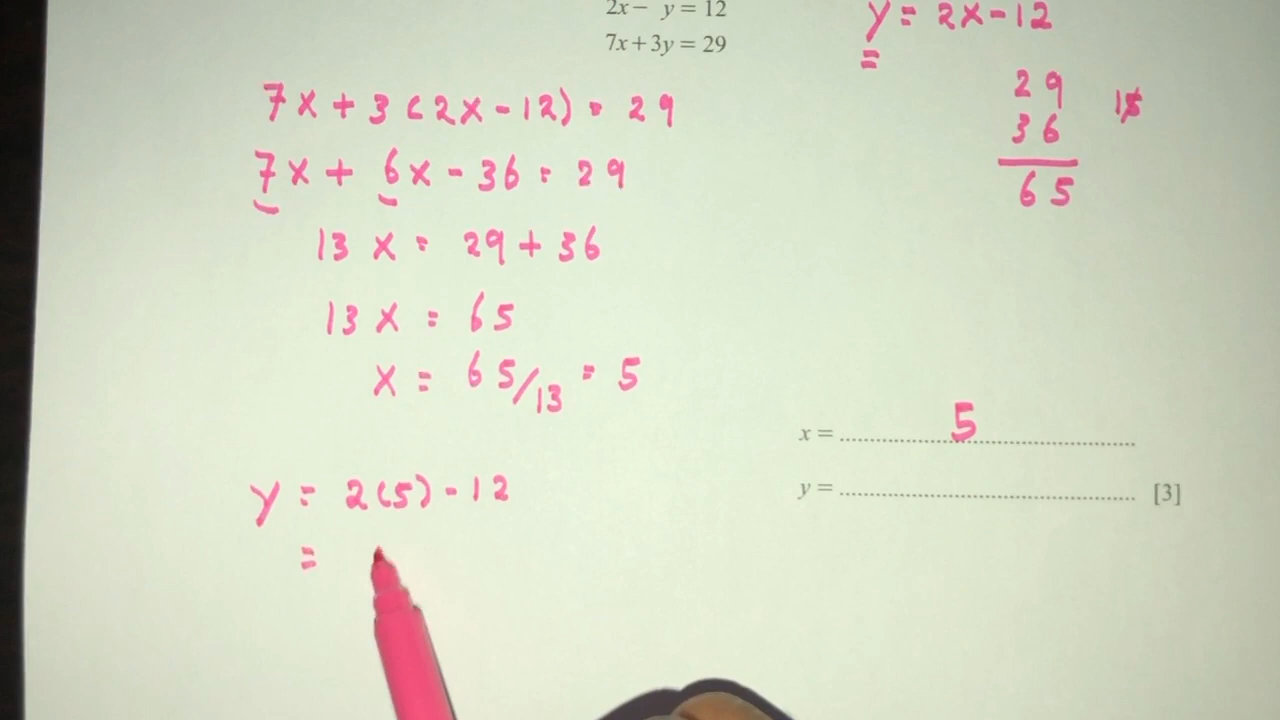 2x − y = 12
7x + 3y = 29
y = 2x - 12
=
29
36
65
7x + 3(2x - 12) = 29
7x + 6x - 36 = 29
13x = 29 + 36
13x = 65
x = 65/13 = 5
x = 5
y = 2(5) - 12
=
y = [3]